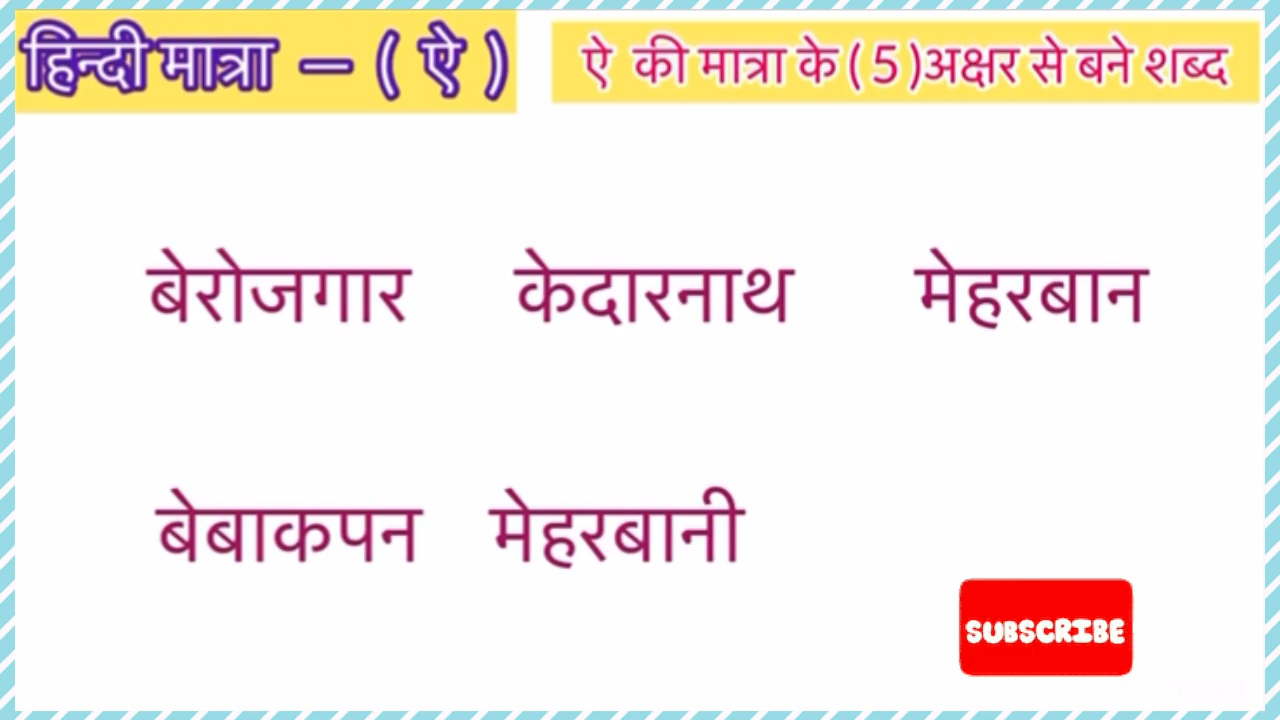 हिन्दी मात्रा – ( ऐ )
ऐ की मात्रा के ( 5 )अक्षर से बने शब्द
बेरोजगार केदारनाथ मेहरबान
बेबाकपन मेहरबानी
SUBSCRIBE